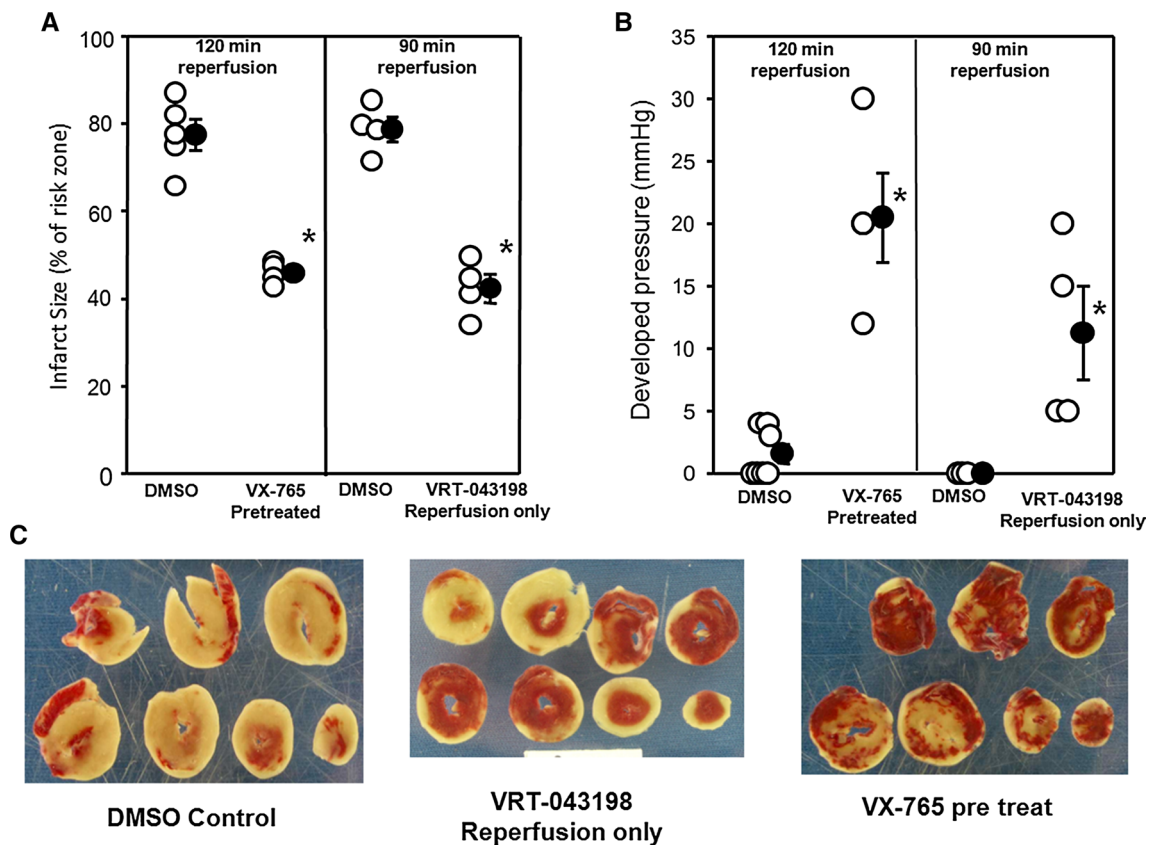 A
B
100
80
60
40
20
0
Infarct Size (% of risk zone)
120 min
reperfusion
90 min
reperfusion
*
*
DMSO
VX-765
Pretreated
DMSO
VRT-043198
Reperfusion only
35
30
25
20
15
10
5
0
Developed pressure (mmHg)
120 min
reperfusion
90 min
reperfusion
*
*
DMSO
VX-765
Pretreated
DMSO
VRT-043198
Reperfusion only
C
DMSO Control
VRT-043198
Reperfusion only
VX-765 pre treat